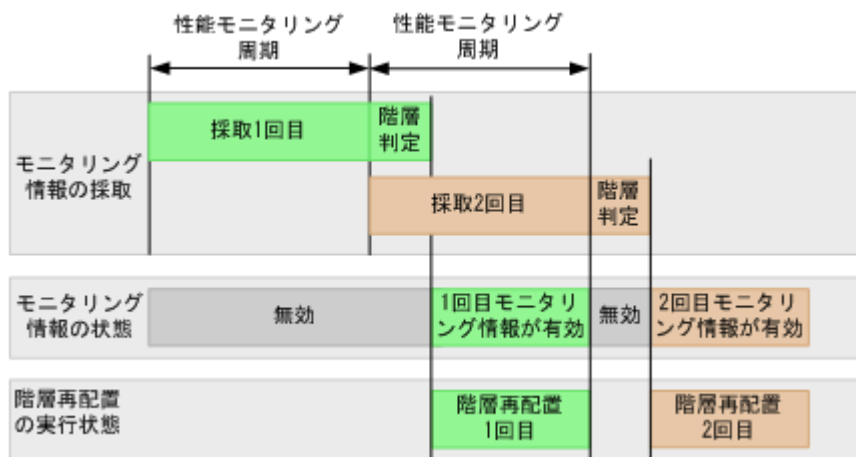 性能モニタリング
周期
性能モニタリング
周期
モニタリング
情報の採取
採取1回目
階層
判定
採取2回目
階層
判定
モニタリング
情報の状態
無効
1回目モニタリ
ング情報が有効
無効
2回目モニタリ
ング情報が有効
階層再配置
の実行状態
階層再配置
1回目
階層再配置
2回目